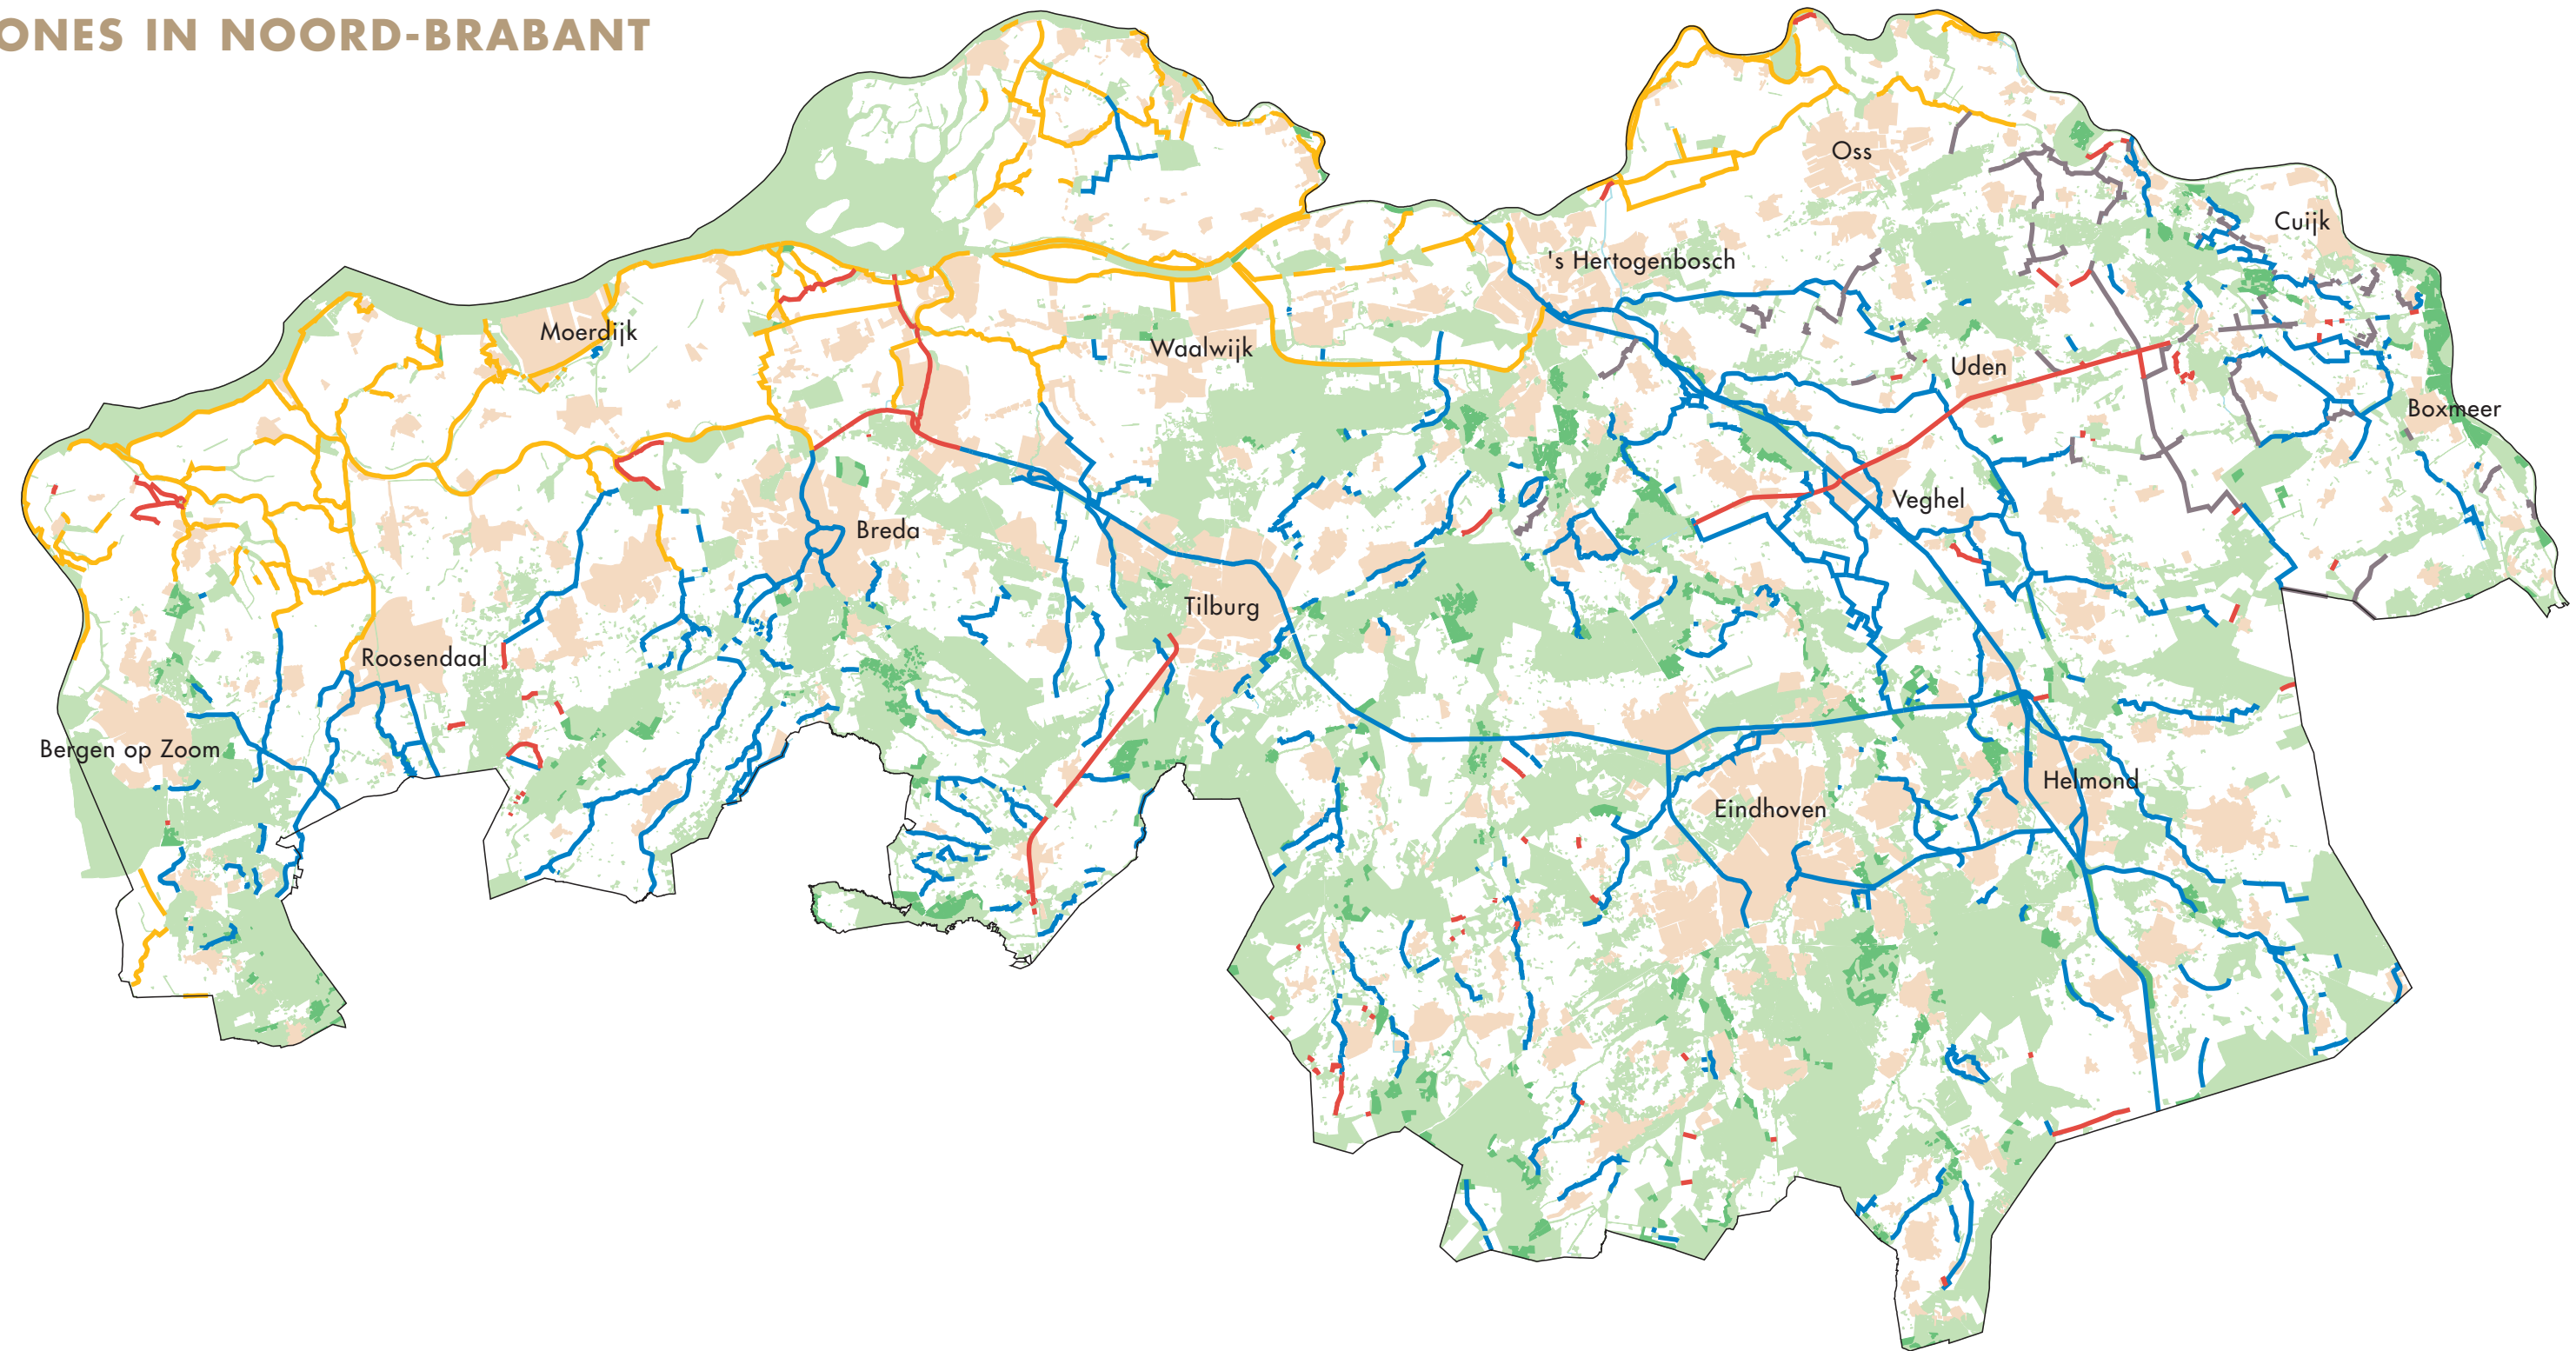 ONES IN NOORD-BRABANT
Oss
Cuijk
's Hertogenbosch
Moerdijk
Waalwijk
Uden
Boxmeer
Veghel
Breda
Tilburg
Roosendaal
Bergen op Zoom
Helmond
Eindhoven